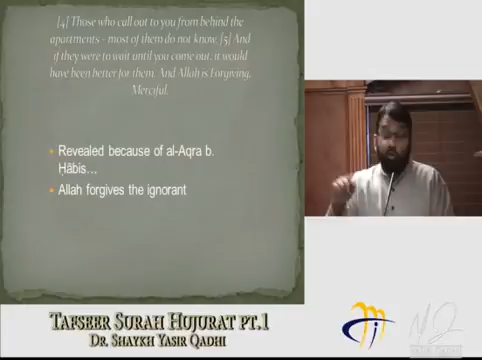 [4] Those who call out to you from behind the
apartments - most of them do not know. [5] And
if they were to wait until you come out, it would
have been better for them. And Allah is Forgiving,
Merciful.
• Revealed because of al-Aqra b.
Ḥābis...
• Allah forgives the ignorant
TAFSEER SURAH HUJURAT PT.1
DR. SHAYKH YASIR QADHI